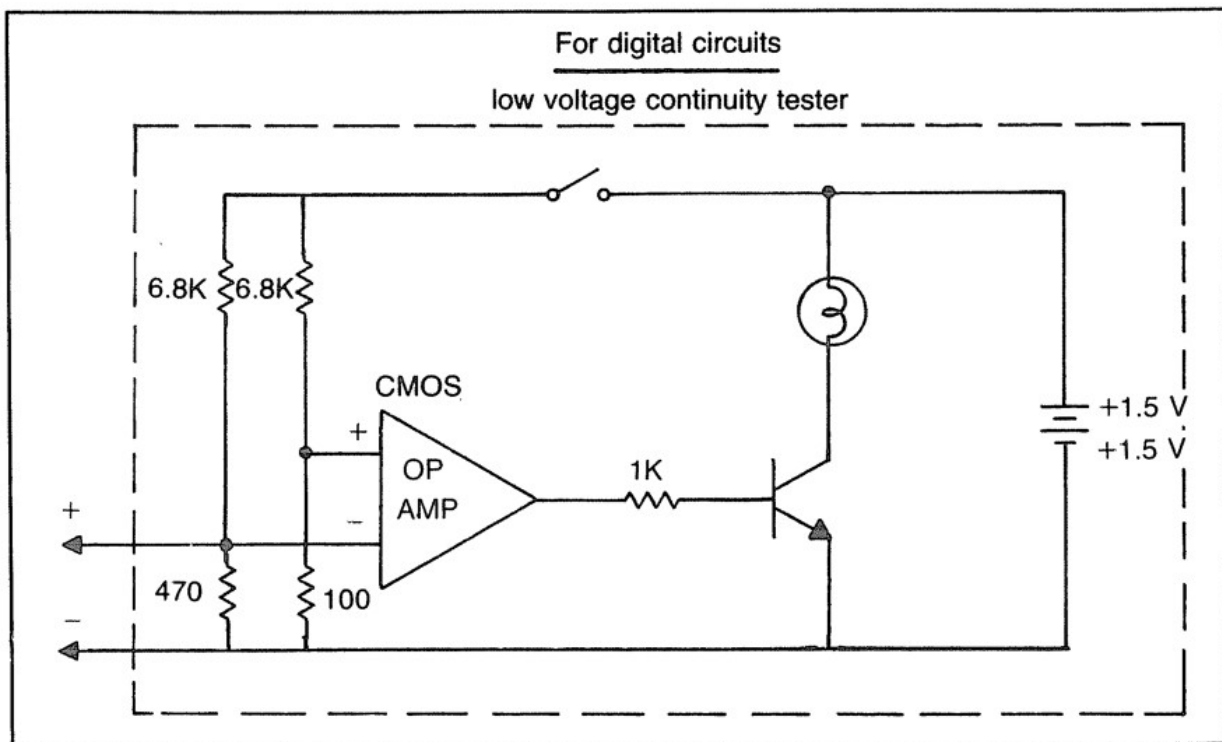 For digital circuits
low voltage continuity tester
6.8K 6.8K
CMOS
+
OP
AMP
−
1K
+1.5 V
+1.5 V
+
470
100
−